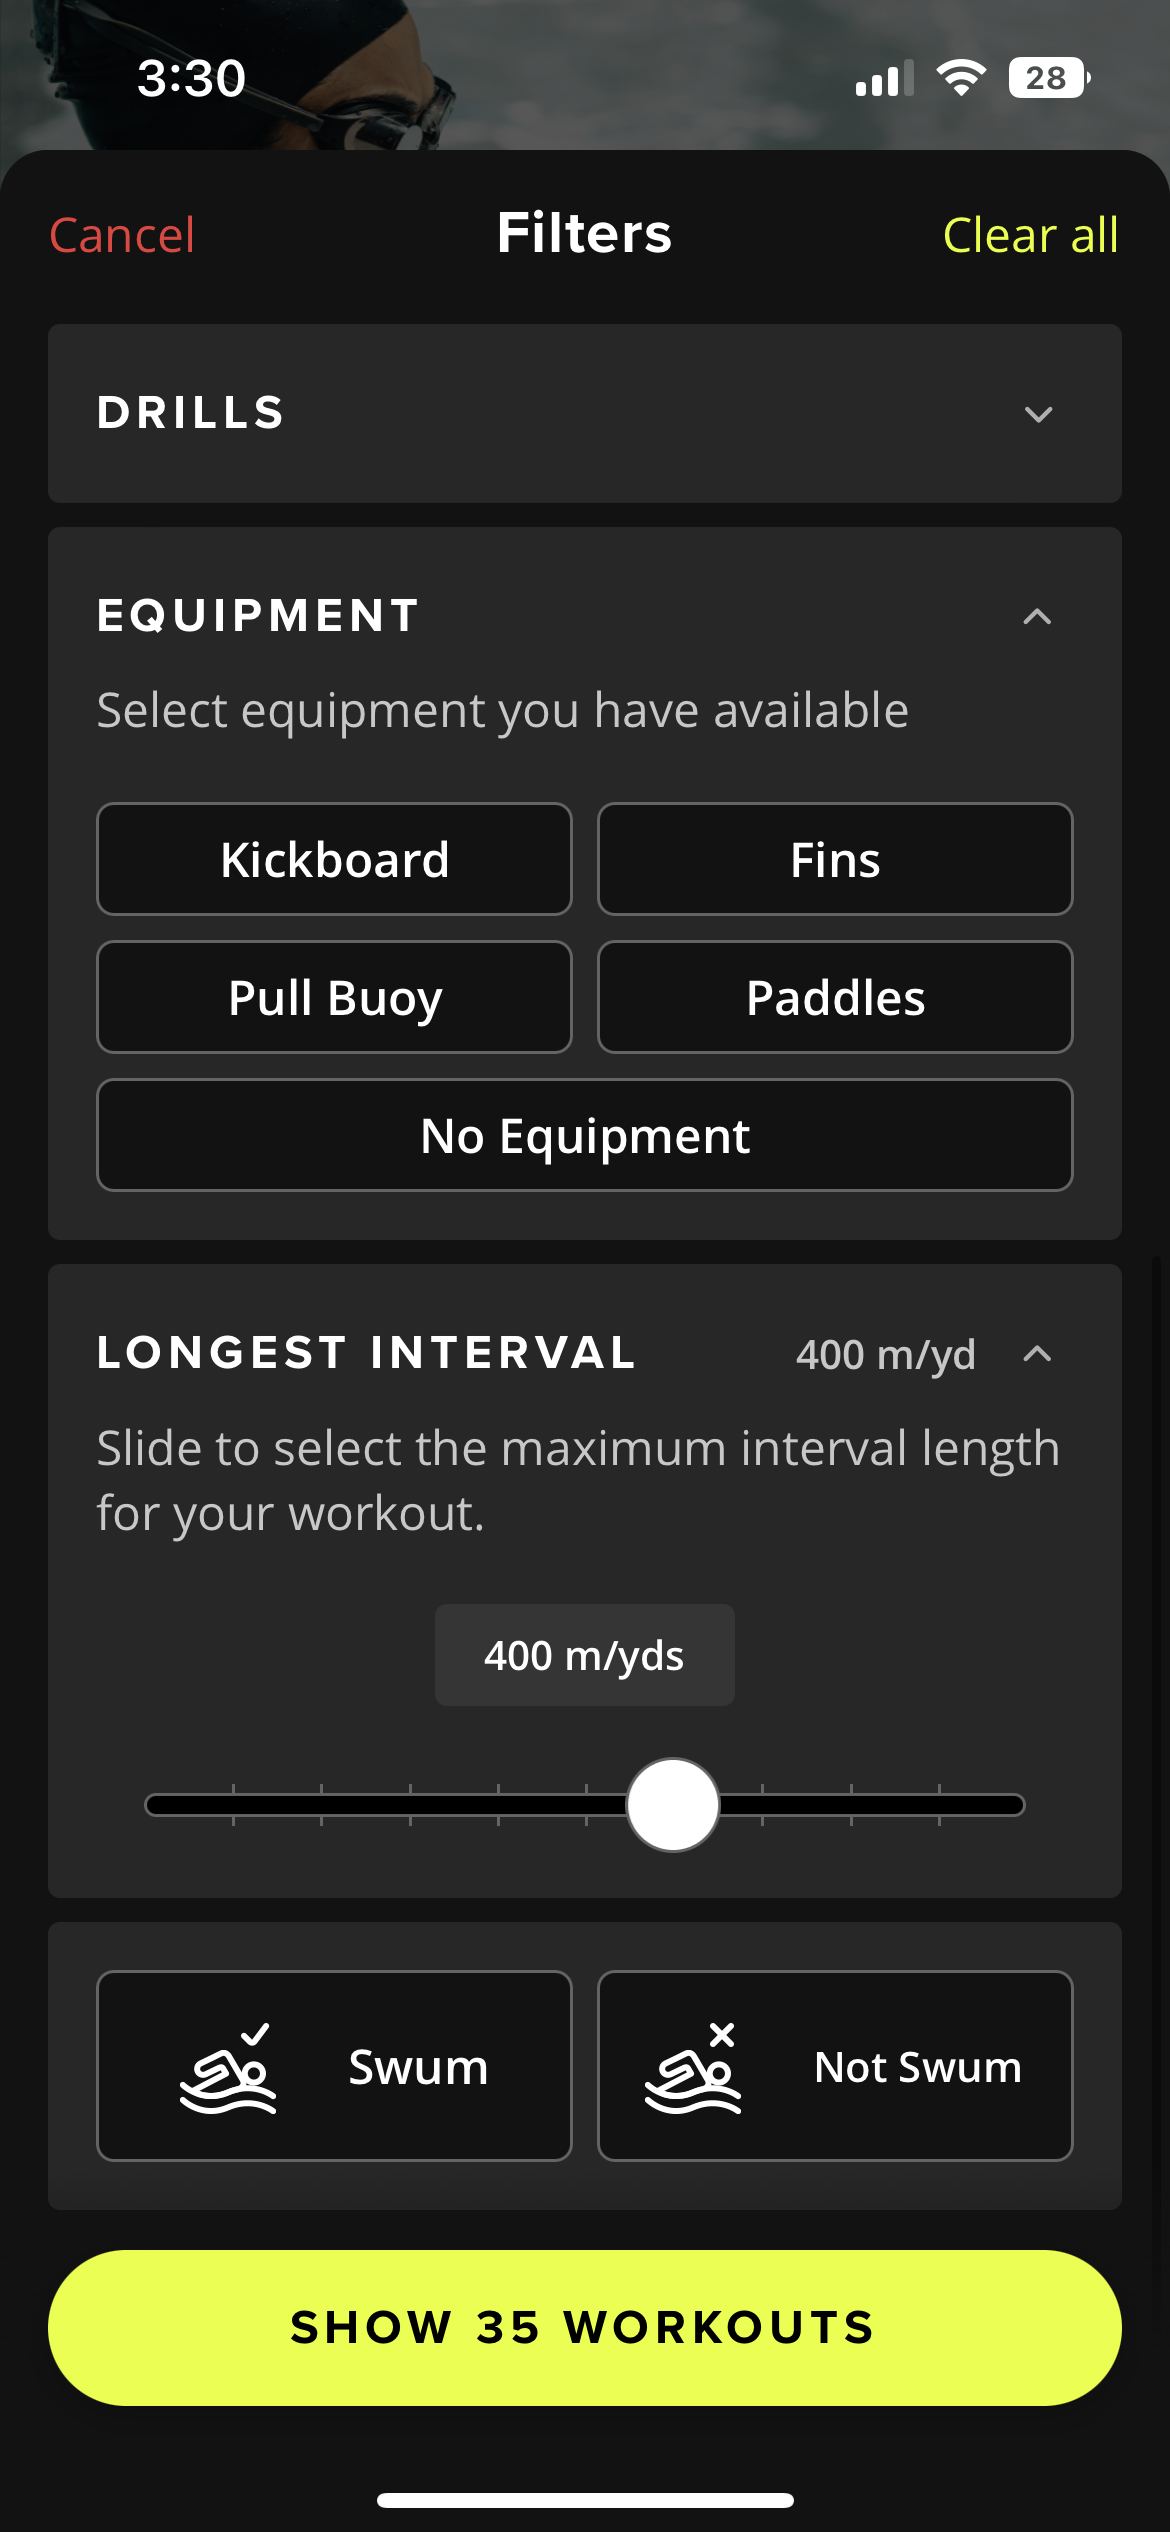 3:30
28
Cancel
Filters
Clear all
DRILLS
EQUIPMENT
Select equipment you have available
Kickboard
Fins
Pull Buoy
Paddles
No Equipment
LONGEST INTERVAL
400 m/yd
Slide to select the maximum interval length
for your workout.
400 m/yds
Swum
Not Swum
SHOW 35 WORKOUTS